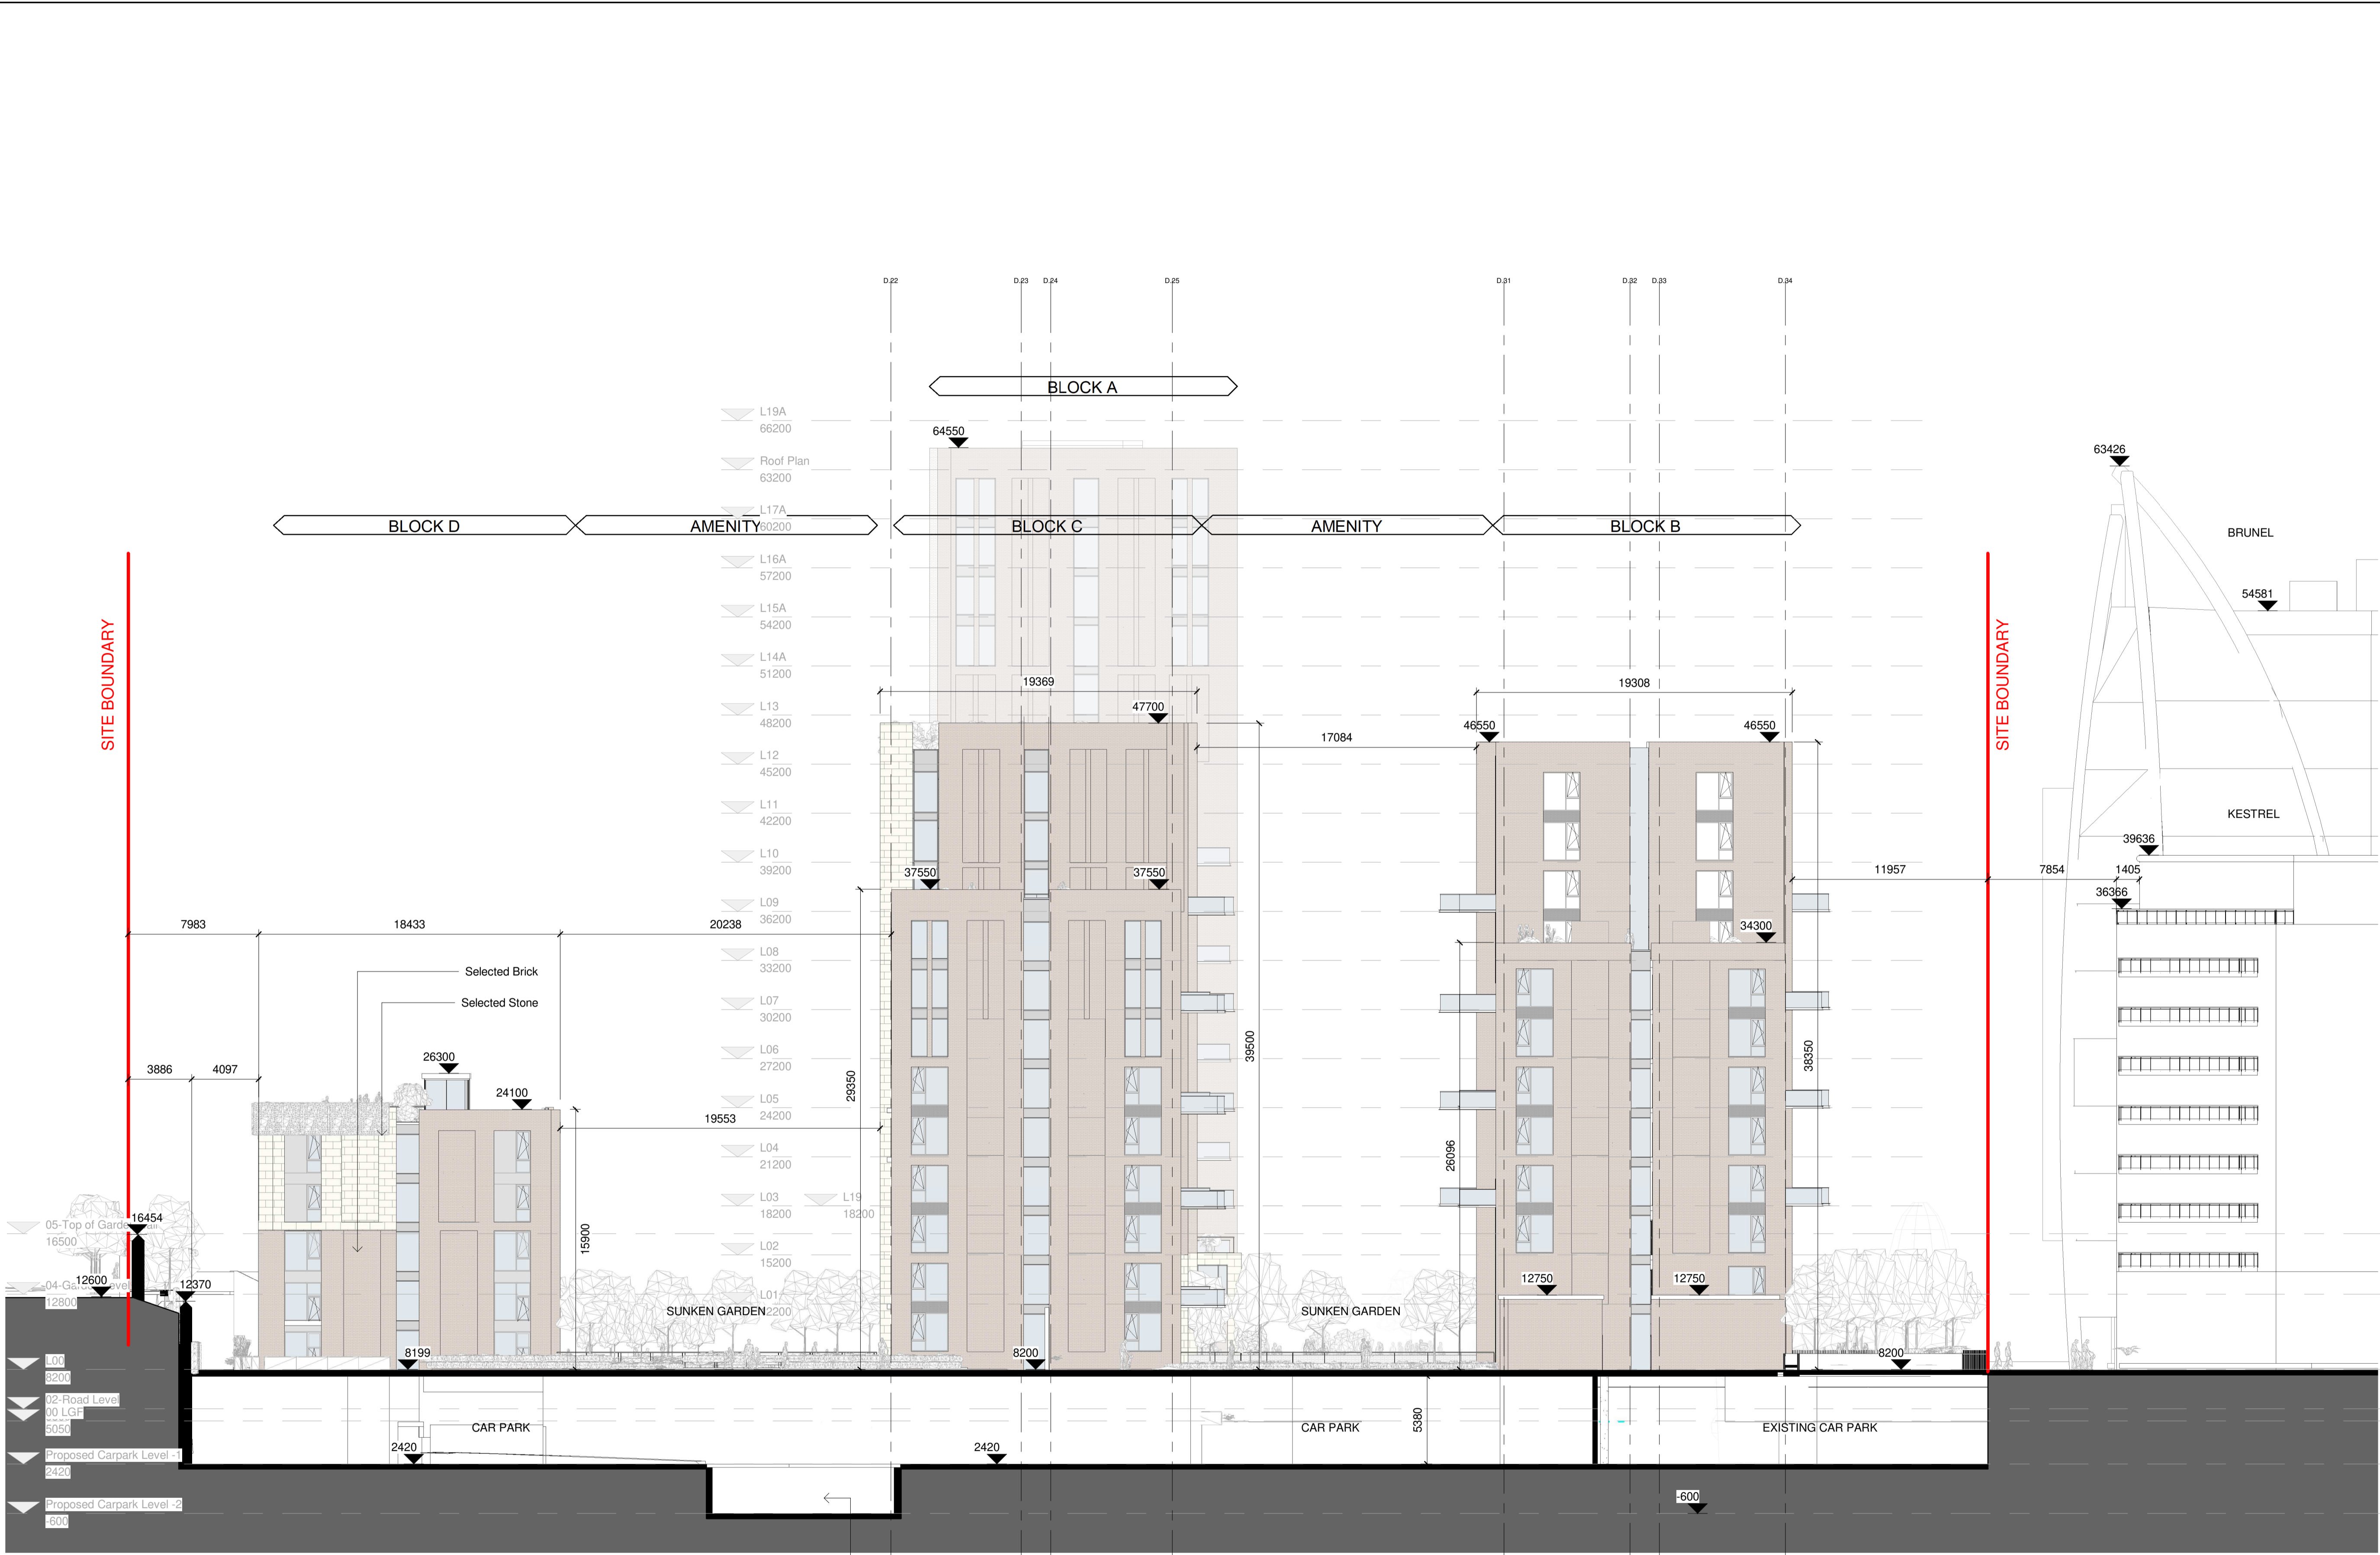 D.22
D.23
D.24
D.25
D.31
D.32
D.33
D.34
BLOCK A
L19A
66200
64550
Roof Plan
63200
63426
L17A
60200
BLOCK D
AMENITY
BLOCK C
AMENITY
BLOCK B
BRUNEL
L16A
57200
L15A
54200
54581
SITE BOUNDARY
SITE BOUNDARY
L14A
51200
19369
19308
L13
48200
47700
46550
46550
17084
L12
45200
L11
42200
KESTREL
L10
39200
39636
37550
37550
11957
7854
1405
36366
L09
36200
7983
18433
20238
34300
L08
33200
Selected Brick
Selected Stone
L07
30200
L06
27200
39500
38350
26300
3886
4097
29350
24100
L05
24200
19553
L04
21200
26096
15900
L03
18200
L19
18200
16454
05-Top of Garde
16500
L02
15200
12600
12370
12800
12750
12750
L01
2200
SUNKEN GARDEN
SUNKEN GARDEN
8199
8200
8200
L00
8200
02-Road Level
00 LGF
5050
CAR PARK
CAR PARK
5380
EXISTING CAR PARK
2420
2420
Proposed Carpark Level -1
2420
Proposed Carpark Level -2
-600
-600